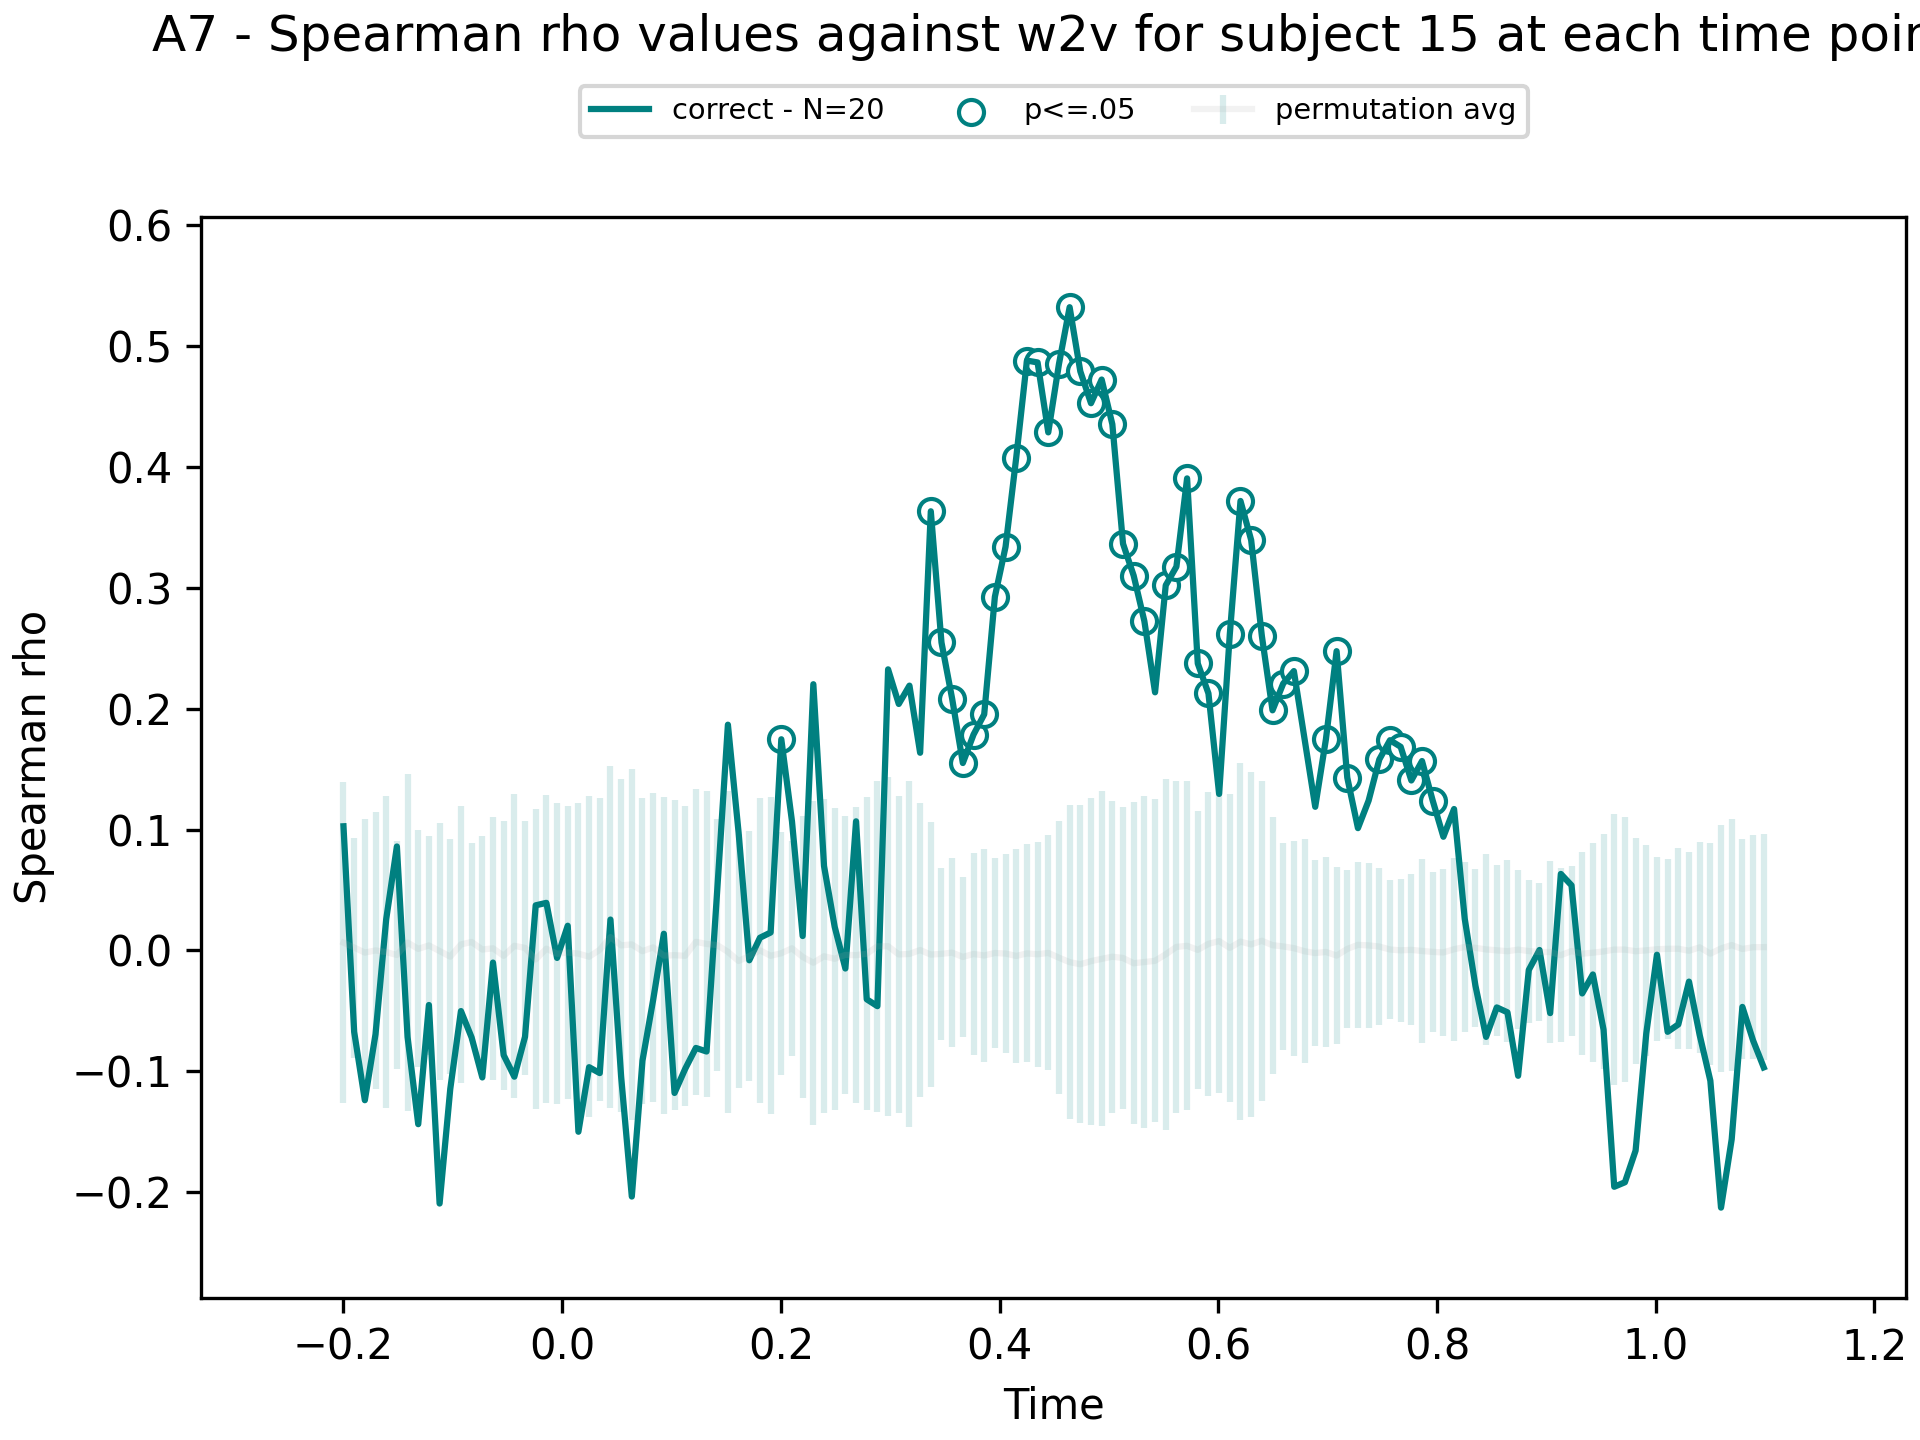 A7 - Spearman rho values against w2v for subject 15 at each time poin
correct - N=20 p<=.05 permutation avg
0.6
0.5
0.4
0.3
0.2
0.1
0.0
−0.1
−0.2
Spearman rho
−0.2 0.0 0.2 0.4 0.6 0.8 1.0 1.2
Time